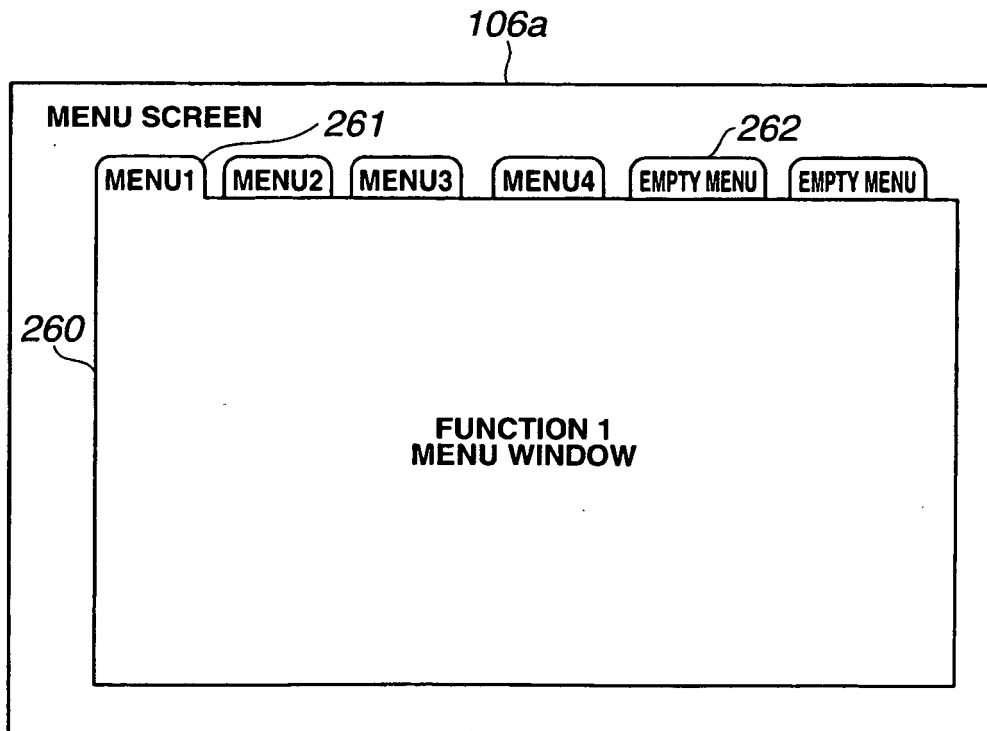 106a
MENU SCREEN
261
262
MENU1 MENU2 MENU3 MENU4 EMPTY MENU EMPTY MENU
260
FUNCTION 1
MENU WINDOW